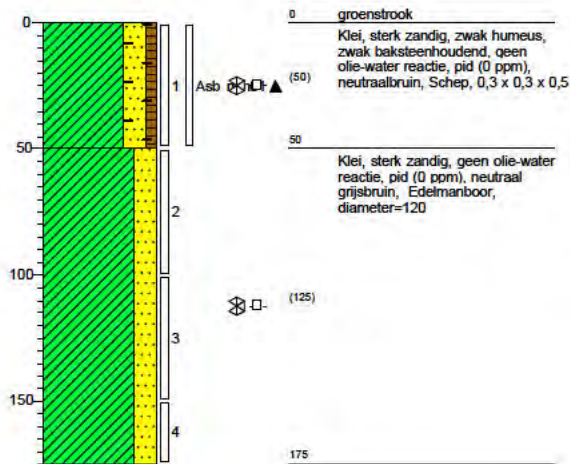 0
50
100
150
1
2
3
4
Asb
0
groenstrook
Klei, sterk zandig, zwak humeus,
zwak baksteenhoudend, geen
olie-water reactie, pid (0 ppm),
neutraalbruin, Schep, 0,3 x 0,3 x 0,5
(50)
50
Klei, sterk zandig, geen olie-water
reactie, pid (0 ppm), neutraal
grijsbruin, Edelmanboor,
diameter=120
(125)
175